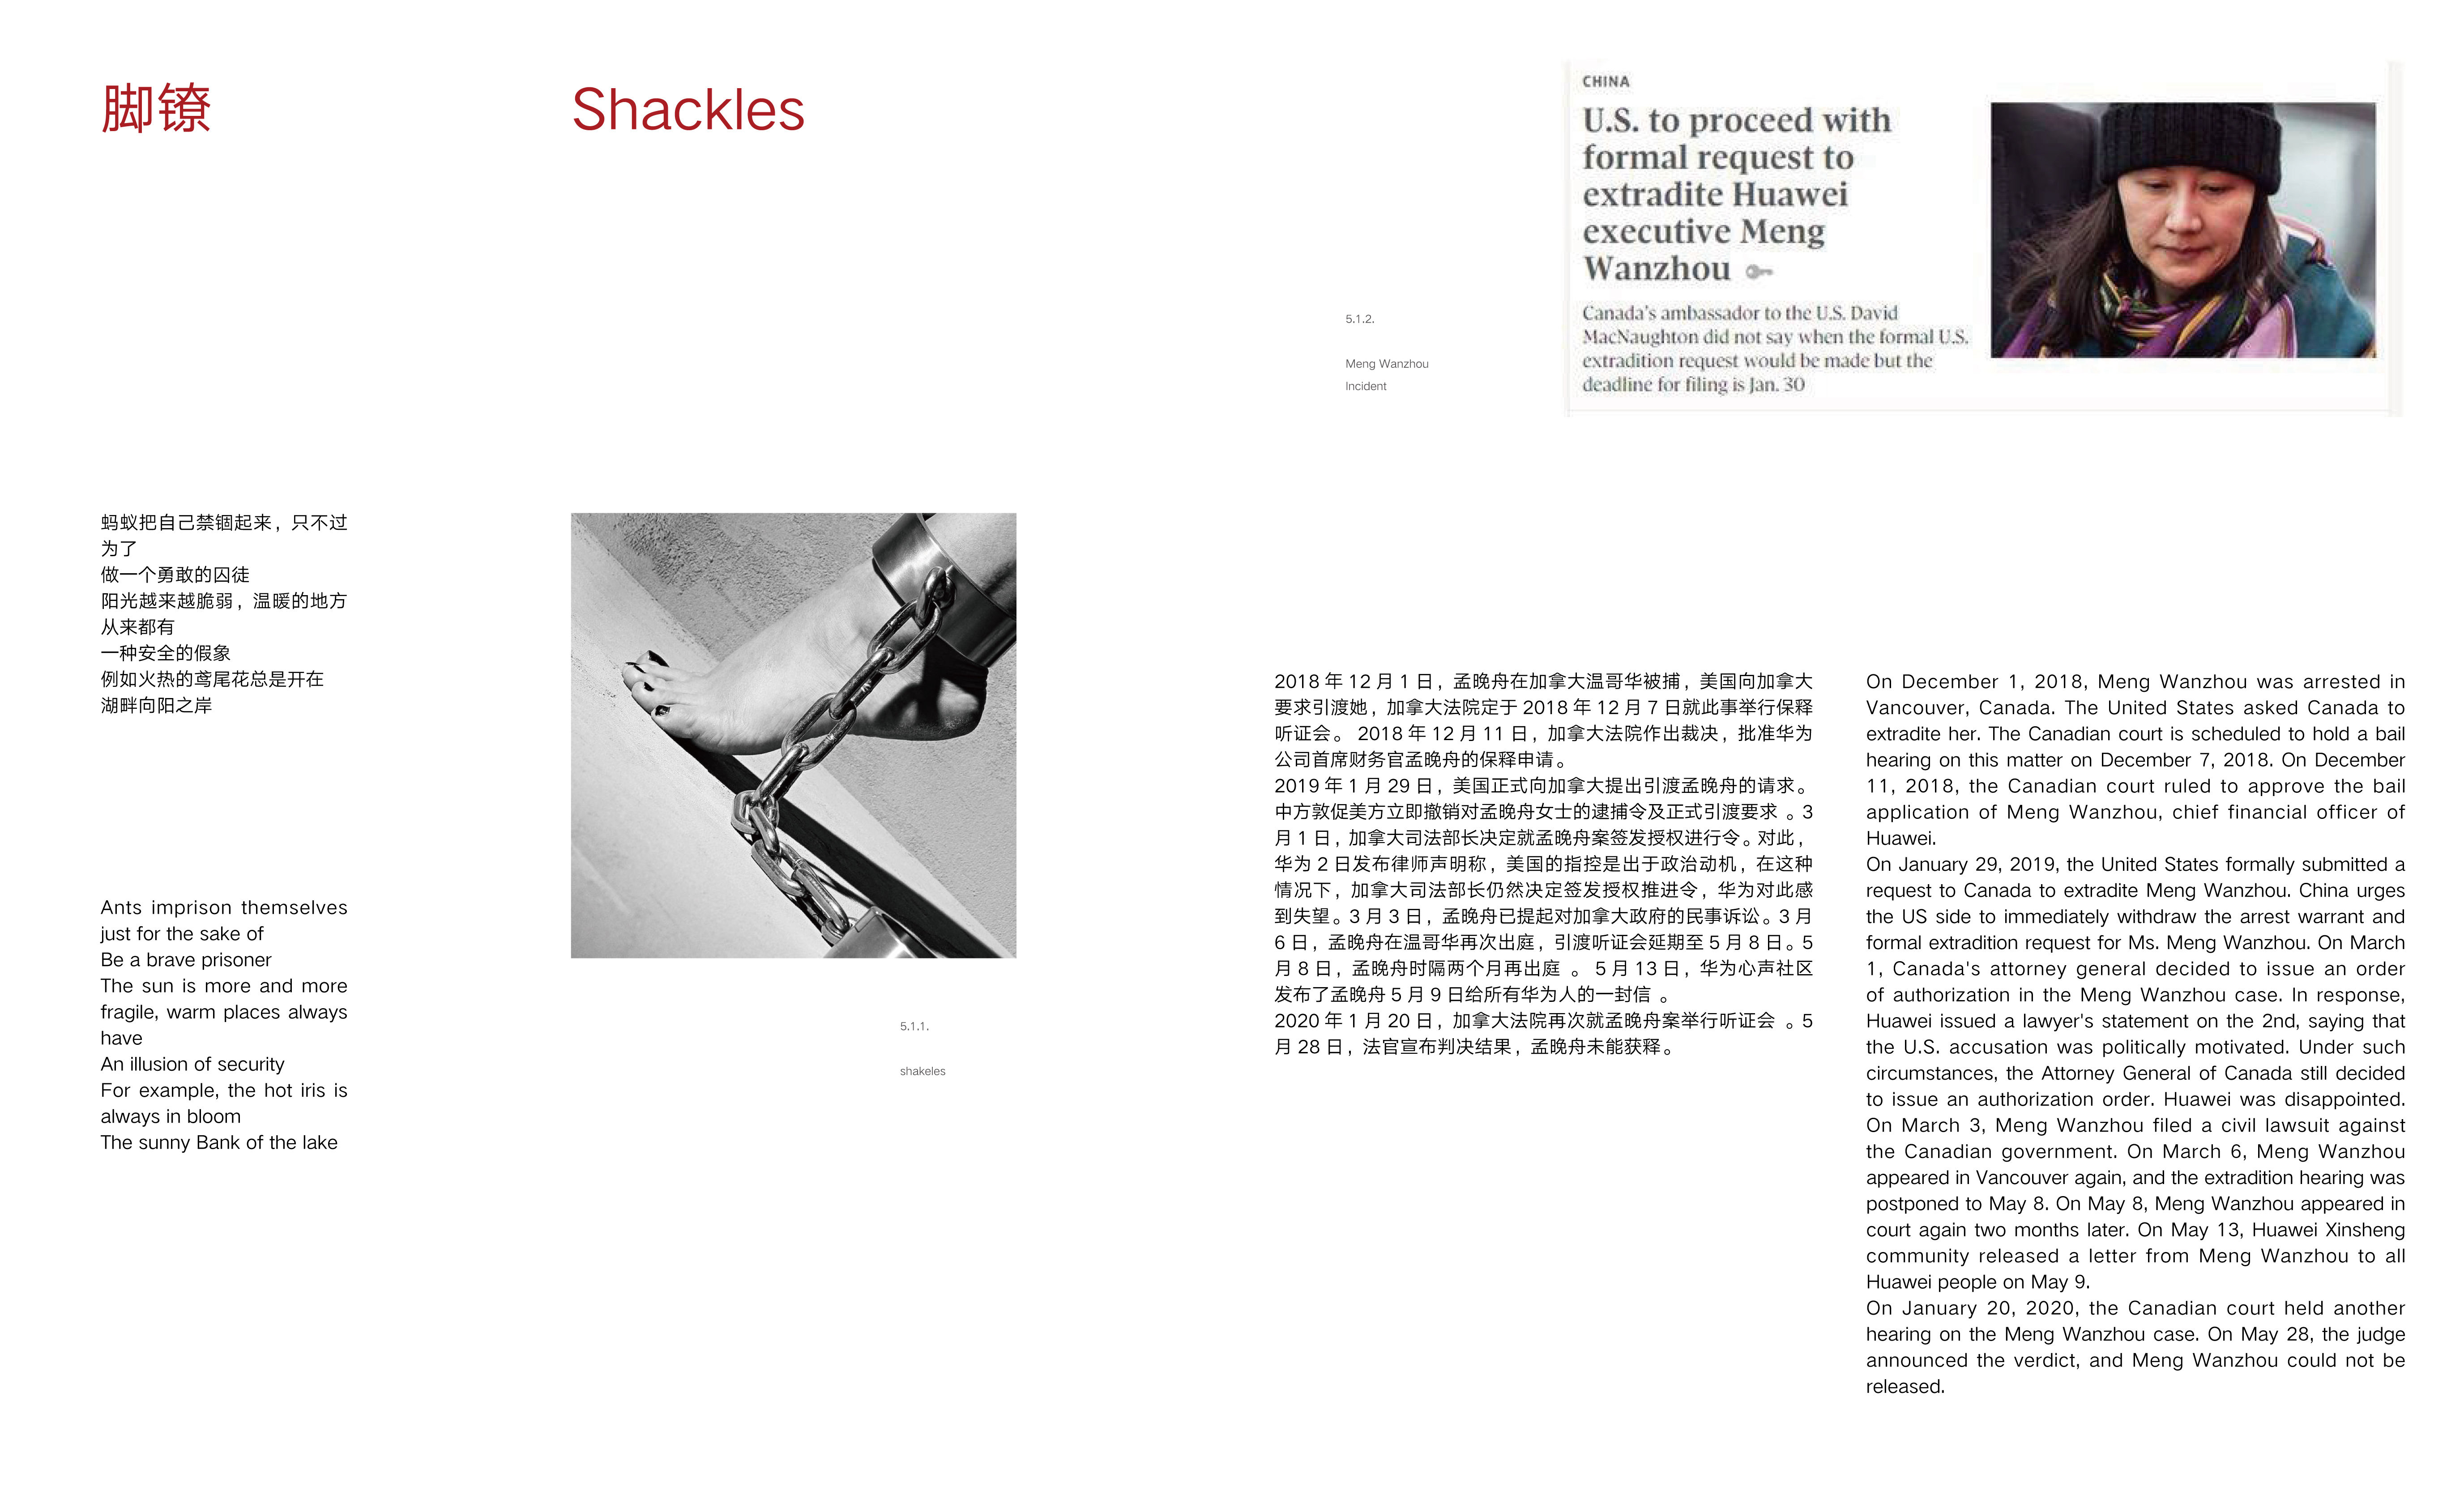 脚镣
Shackles
蚂蚁把自己禁锢起来，只不过
为了
做一个勇敢的囚徒
阳光越来越脆弱，温暖的地方
从来都有
一种安全的假象
例如火热的鸢尾花总是开在
湖畔向阳之岸
Ants imprison themselves
just for the sake of
Be a brave prisoner
The sun is more and more
fragile, warm places always
have
An illusion of security
For example, the hot iris is
always in bloom
The sunny Bank of the lake
5.1.1.
shakeles
5.1.2.
Meng Wanzhou
Incident
CHINA
U.S. to proceed with
formal request to
extradite Huawei
executive Meng
Wanzhou
Canada's ambassador to the U.S. David
MacNaughton did not say when the formal U.S.
extradition request would be made but the
deadline for filing is Jan. 30
2018 年 12 月 1 日，孟晚舟在加拿大温哥华被捕，美国向加拿大
要求引渡她，加拿大法院定于 2018 年 12 月 7 日就此事举行保释
听证会。 2018 年 12 月 11 日，加拿大法院作出裁决，批准华为
公司首席财务官孟晚舟的保释申请。
2019 年 1 月 29 日，美国正式向加拿大提出引渡孟晚舟的请求。
中方敦促美方立即撤销对孟晚舟女士的逮捕令及正式引渡要求 。3
月 1 日，加拿大司法部长决定就孟晚舟案签发授权进行令。对此，
华为 2 日发布律师声明称，美国的指控是出于政治动机，在这种
情况下，加拿大司法部长仍然决定签发授权推进令，华为对此感
到失望。3 月 3 日，孟晚舟已提起对加拿大政府的民事诉讼。3 月
6 日，孟晚舟在温哥华再次出庭，引渡听证会延期至 5 月 8 日。5
月 8 日，孟晚舟时隔两个月再出庭 。 5 月 13 日，华为心声社区
发布了孟晚舟 5 月 9 日给所有华为人的一封信 。
2020 年 1 月 20 日，加拿大法院再次就孟晚舟案举行听证会 。5
月 28 日，法官宣布判决结果，孟晚舟未能获释。
On December 1, 2018, Meng Wanzhou was arrested in
Vancouver, Canada. The United States asked Canada to
extradite her. The Canadian court is scheduled to hold a bail
hearing on this matter on December 7, 2018. On December
11, 2018, the Canadian court ruled to approve the bail
application of Meng Wanzhou, chief financial officer of
Huawei.
On January 29, 2019, the United States formally submitted a
request to Canada to extradite Meng Wanzhou. China urges
the US side to immediately withdraw the arrest warrant and
formal extradition request for Ms. Meng Wanzhou. On March
1, Canada's attorney general decided to issue an order
of authorization in the Meng Wanzhou case. In response,
Huawei issued a lawyer's statement on the 2nd, saying that
the U.S. accusation was politically motivated. Under such
circumstances, the Attorney General of Canada still decided
to issue an authorization order. Huawei was disappointed.
On March 3, Meng Wanzhou filed a civil lawsuit against
the Canadian government. On March 6, Meng Wanzhou
appeared in Vancouver again, and the extradition hearing was
postponed to May 8. On May 8, Meng Wanzhou appeared in
court again two months later. On May 13, Huawei Xinsheng
community released a letter from Meng Wanzhou to all
Huawei people on May 9.
On January 20, 2020, the Canadian court held another
hearing on the Meng Wanzhou case. On May 28, the judge
announced the verdict, and Meng Wanzhou could not be
released.